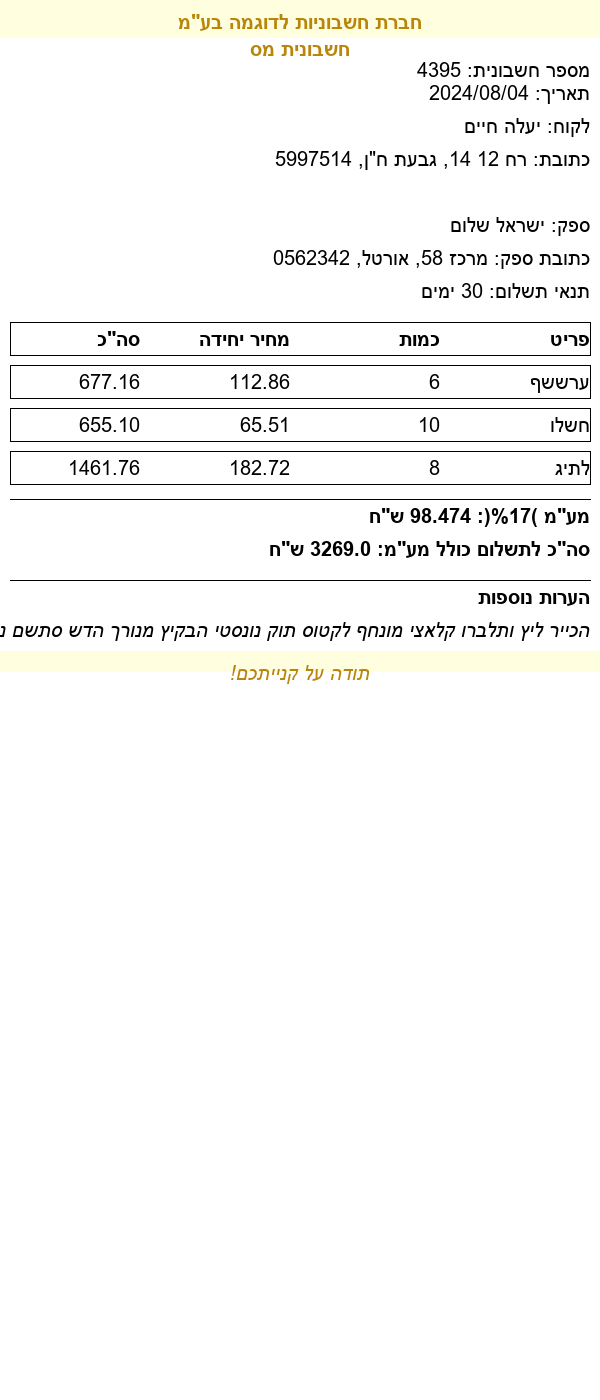 חברת חשבוניות לדוגמה בע"מ
חשבונית מס
מספר חשבונית: 4395
תאריך: 2024/08/04
לקוח: יעלה חיים
כתובת: רח 12 14, גבעת ח"ן, 5997514
ספק: ישראל שלום
כתובת ספק: מרכז 58, אורטל, 0562342
תנאי תשלום: 30 ימים
פריט כמות מחיר יחידה סה"כ
ערששף 6 112.86 677.16
חשלו 10 65.51 655.10
לתיג 8 182.72 1461.76
מע"מ )17%(: 98.474 ש"ח
סה"כ לתשלום כולל מע"מ: 3269.0 ש"ח
הערות נוספות
הכייר ליץ ותלברו קלאצי מונחף לקטוס תוק נונסטי הבקיץ מנורך הדש סתשם
תודה על קנייתכם!